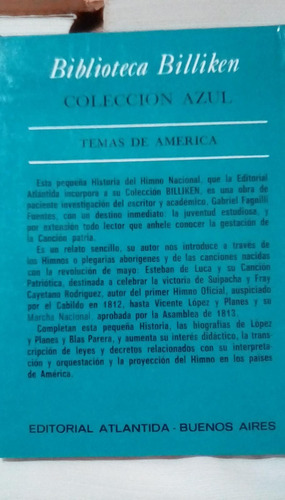 Biblioteca Billiken
COLECCION AZUL
TEMAS DE AMERICA
Esta pequeña Historia del Himno Nacional, que la Editorial
Atlántida incorpora a su Colección BILLIKEN, es una obra de
paciente investigación del escritor y académico, Gabriel Fagnilli
Fuentes, con un destino inmediato: la juventud estudiosa, y
por extensión todo lector que anhele conocer la gestación de
la Canción patria.
Es un relato sencillo, su autor nos introduce a través de
los Himnos o plegarias aborígenes y de las canciones nacidas
con la revolución de mayo: Esteban de Luca y su Canción
Patriótica, destinada a celebrar la victoria de Suipacha y Fray
Cayetano Rodríguez, autor del primer Himno Oficial, auspiciado
por el Cabildo en 1812, hasta Vicente López y Planes y su
Marcha Nacional, aprobada por la Asamblea de 1813.
Completan esta pequeña Historia, las biografías de López
y Planes y Blas Parera, y aumenta su interés didáctico, la trans-
cripción de leyes y decretos relacionados con su interpreta-
ción y orquestación y la proyección del Himno en los países
de América.
EDITORIAL ATLANTIDA - BUENOS AIRES